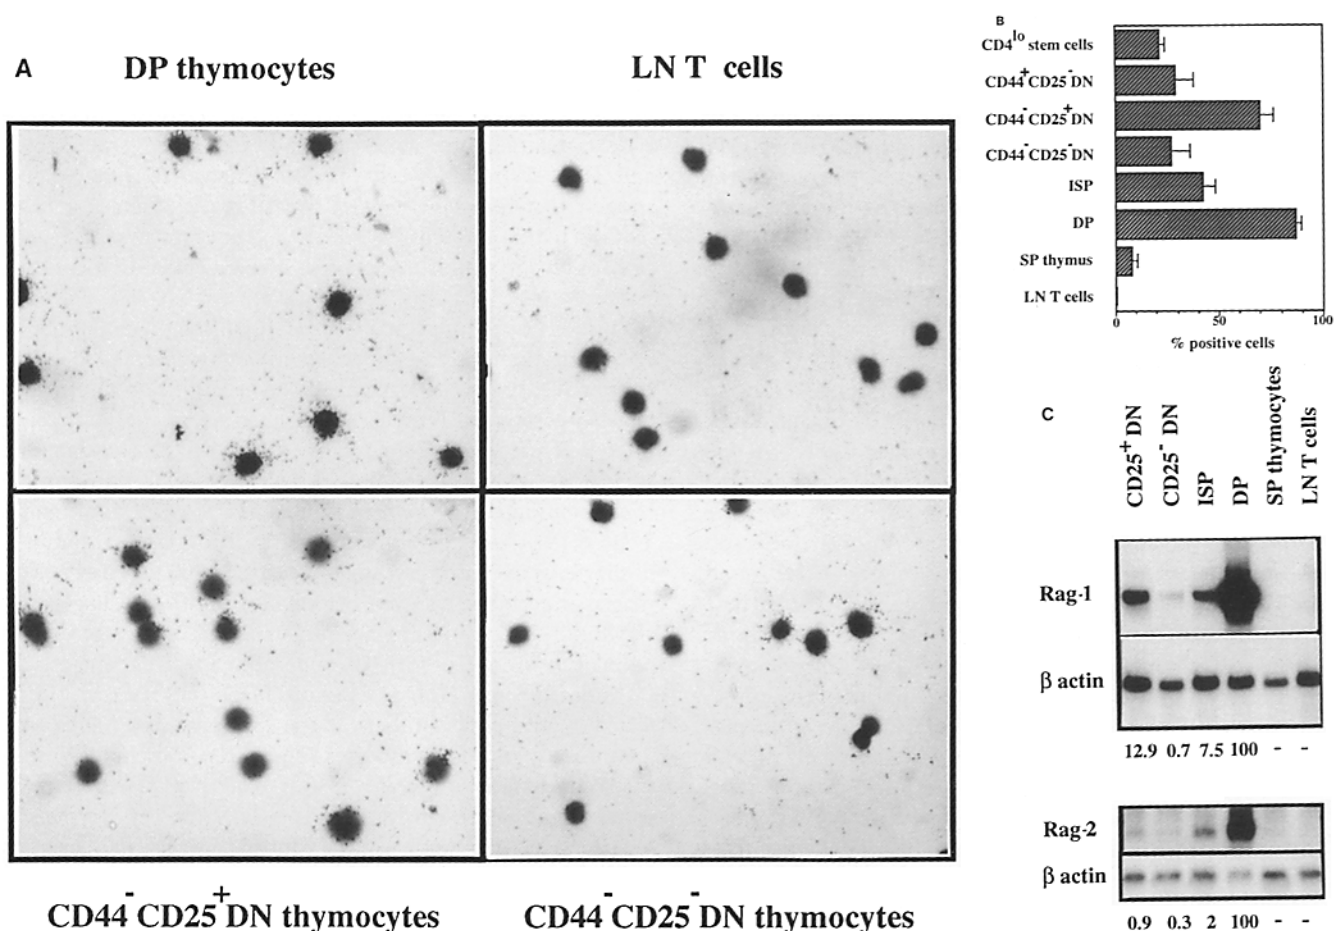 A
DP thymocytes
LN T cells
CD44⁻CD25⁺DN thymocytes
CD44⁻CD25⁻DN thymocytes
B
CD4ˡᵒ stem cells
CD44⁺CD25⁻DN
CD44⁻CD25⁺DN
CD44⁻CD25⁻DN
ISP
DP
SP thymus
LN T cells
0 50 100
% positive cells
C
CD25⁺ DN
CD25⁻ DN
ISP
DP
SP thymocytes
LN T cells
Rag-1
β actin
12.9 0.7 7.5 100 - -
Rag-2
β actin
0.9 0.3 2 100 - -